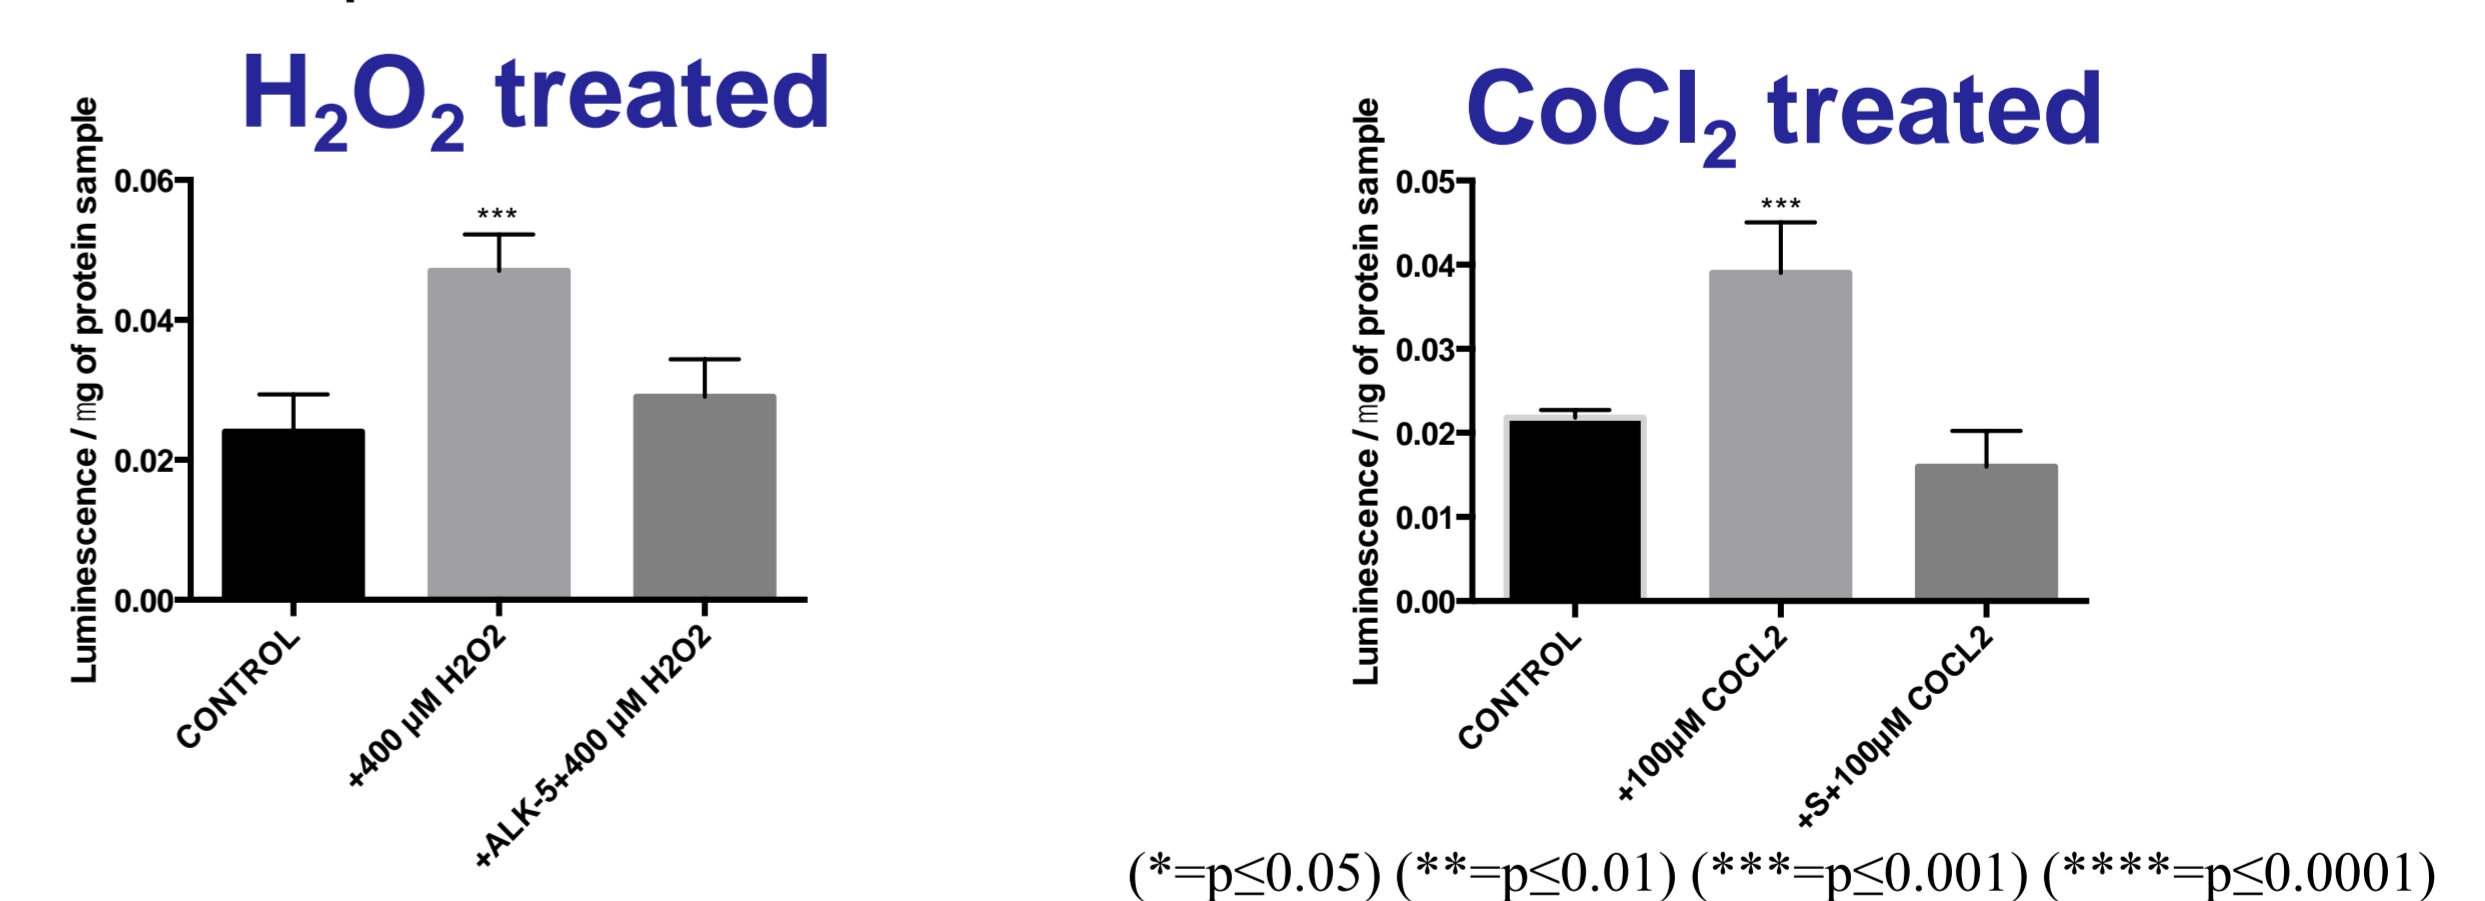 H₂O₂ treated
Luminescence / mg of protein sample
0.06
0.04
0.02
0.00
***
CONTROL
+400 µM H2O2
+ALK-5+400 µM H2O2
CoCl₂ treated
Luminescence / mg of protein sample
0.05
0.04
0.03
0.02
0.01
0.00
***
CONTROL
+100µM COCL2
+S+100µM COCL2
(*=p≤0.05) (**=p≤0.01) (***=p≤0.001) (****=p≤0.0001)